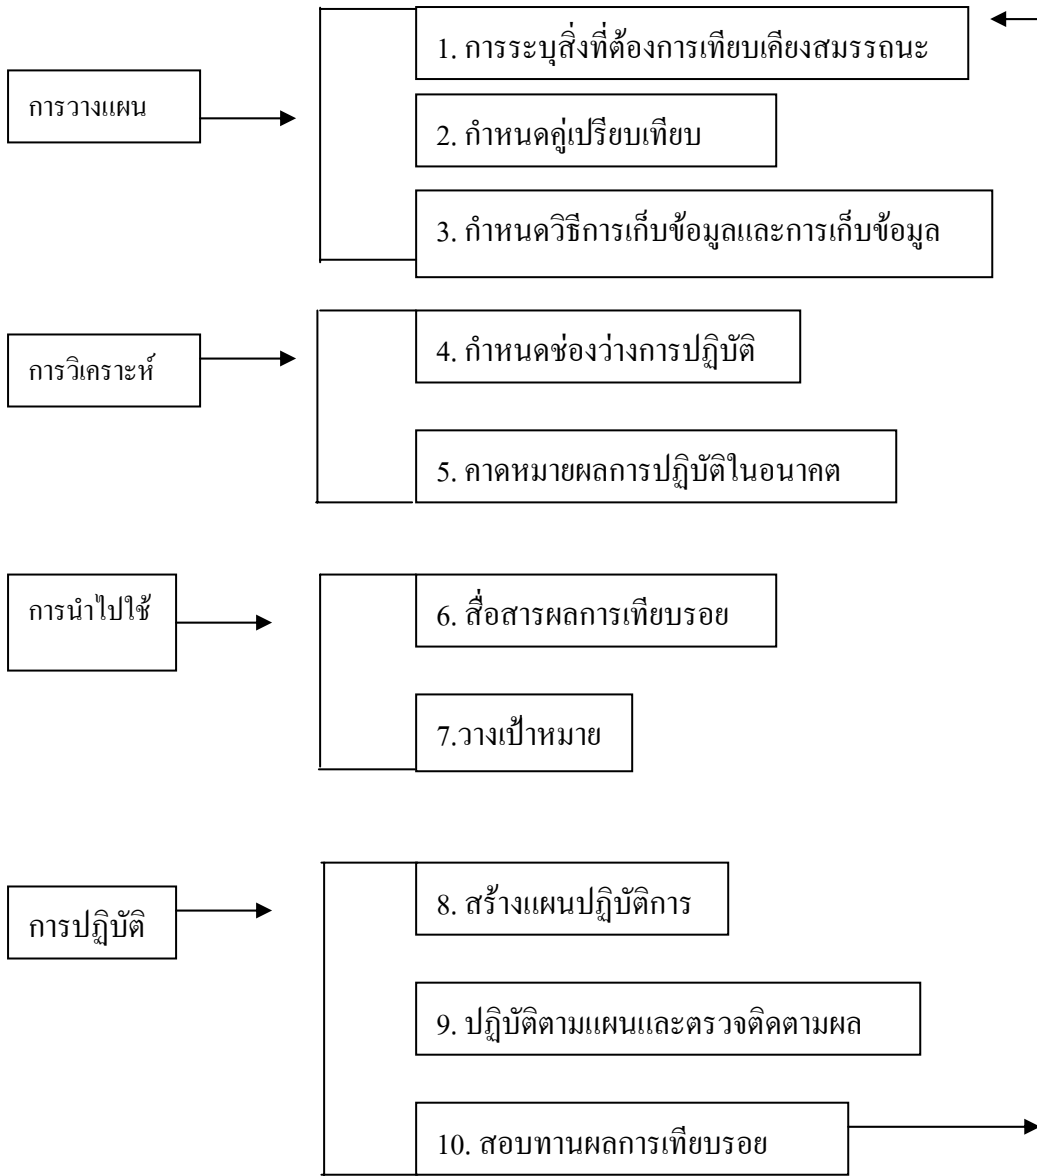 1. การระบุสิ่งที่ต้องการเทียบเคียงสมรรถนะ
การวางแผน
2. กำหนดคู่เปรียบเทียบ
3. กำหนดวิธีการเก็บข้อมูลและการเก็บข้อมูล
การวิเคราะห์
4. กำหนดช่องว่างการปฏิบัติ
5. คาดหมายผลการปฏิบัติในอนาคต
การนำไปใช้
6. สื่อสารผลการเทียบรอย
7.วางเป้าหมาย
การปฏิบัติ
8. สร้างแผนปฏิบัติการ
9. ปฏิบัติตามแผนและตรวจติดตามผล
10. สอบทานผลการเทียบรอย